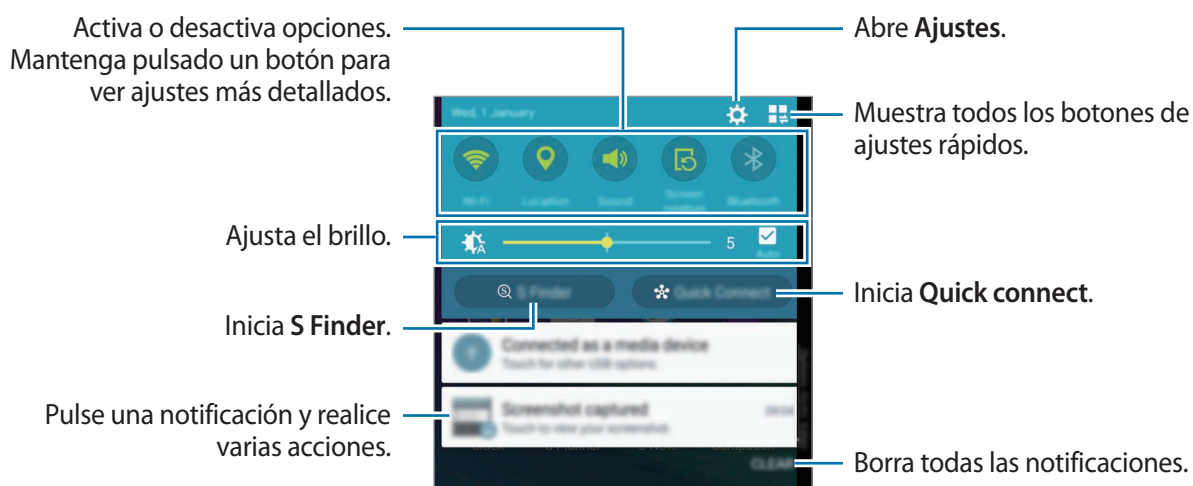 Activa o desactiva opciones.
Mantenga pulsado un botón para
ver ajustes más detallados.
Abre Ajustes.
Muestra todos los botones de
ajustes rápidos.
Wed, 1 January
Wi-Fi
Location
Sound
Screen
rotation
Bluetooth
Ajusta el brillo.
5
Auto
S Finder
Quick Connect
Inicia Quick connect.
Inicia S Finder.
Connected as a media device
Touch for other USB options.
Pulse una notificación y realice
varias acciones.
Screenshot captured
09:04
Touch to view your screenshot.
CLEAR
Borra todas las notificaciones.